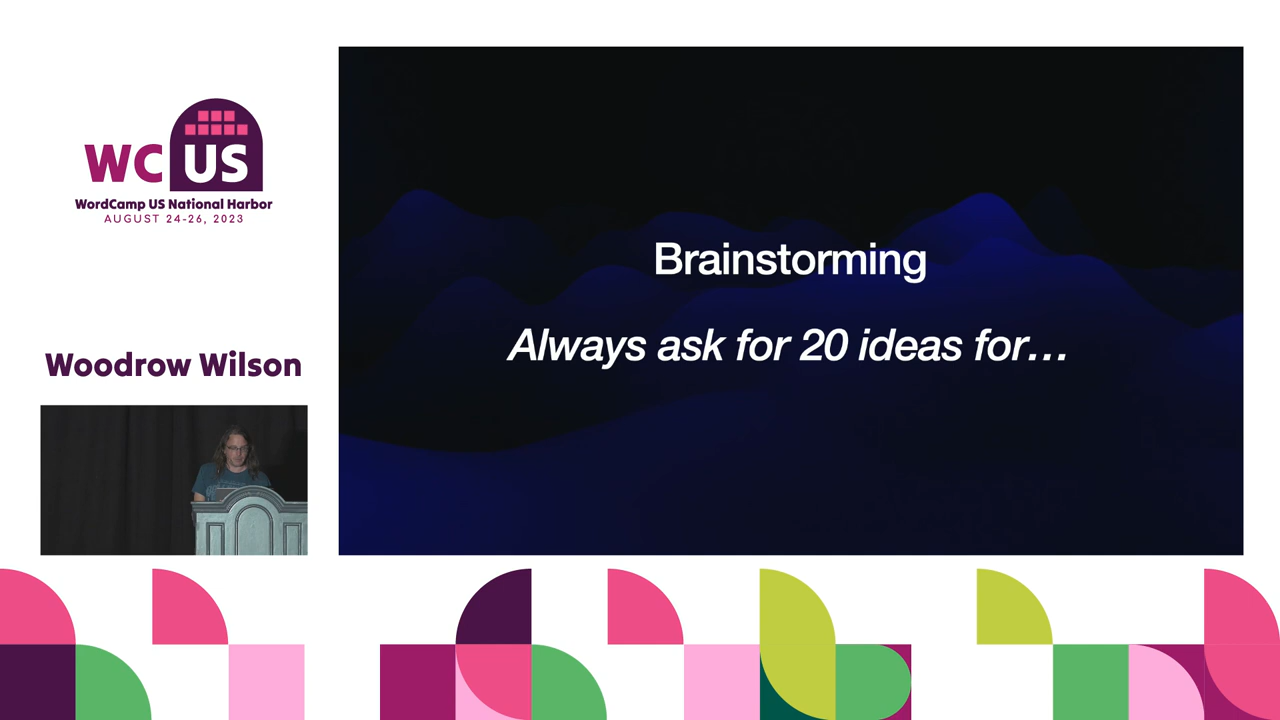 WC US
WordCamp US National Harbor
AUGUST 24-26, 2023
Woodrow Wilson
Brainstorming
Always ask for 20 ideas for…